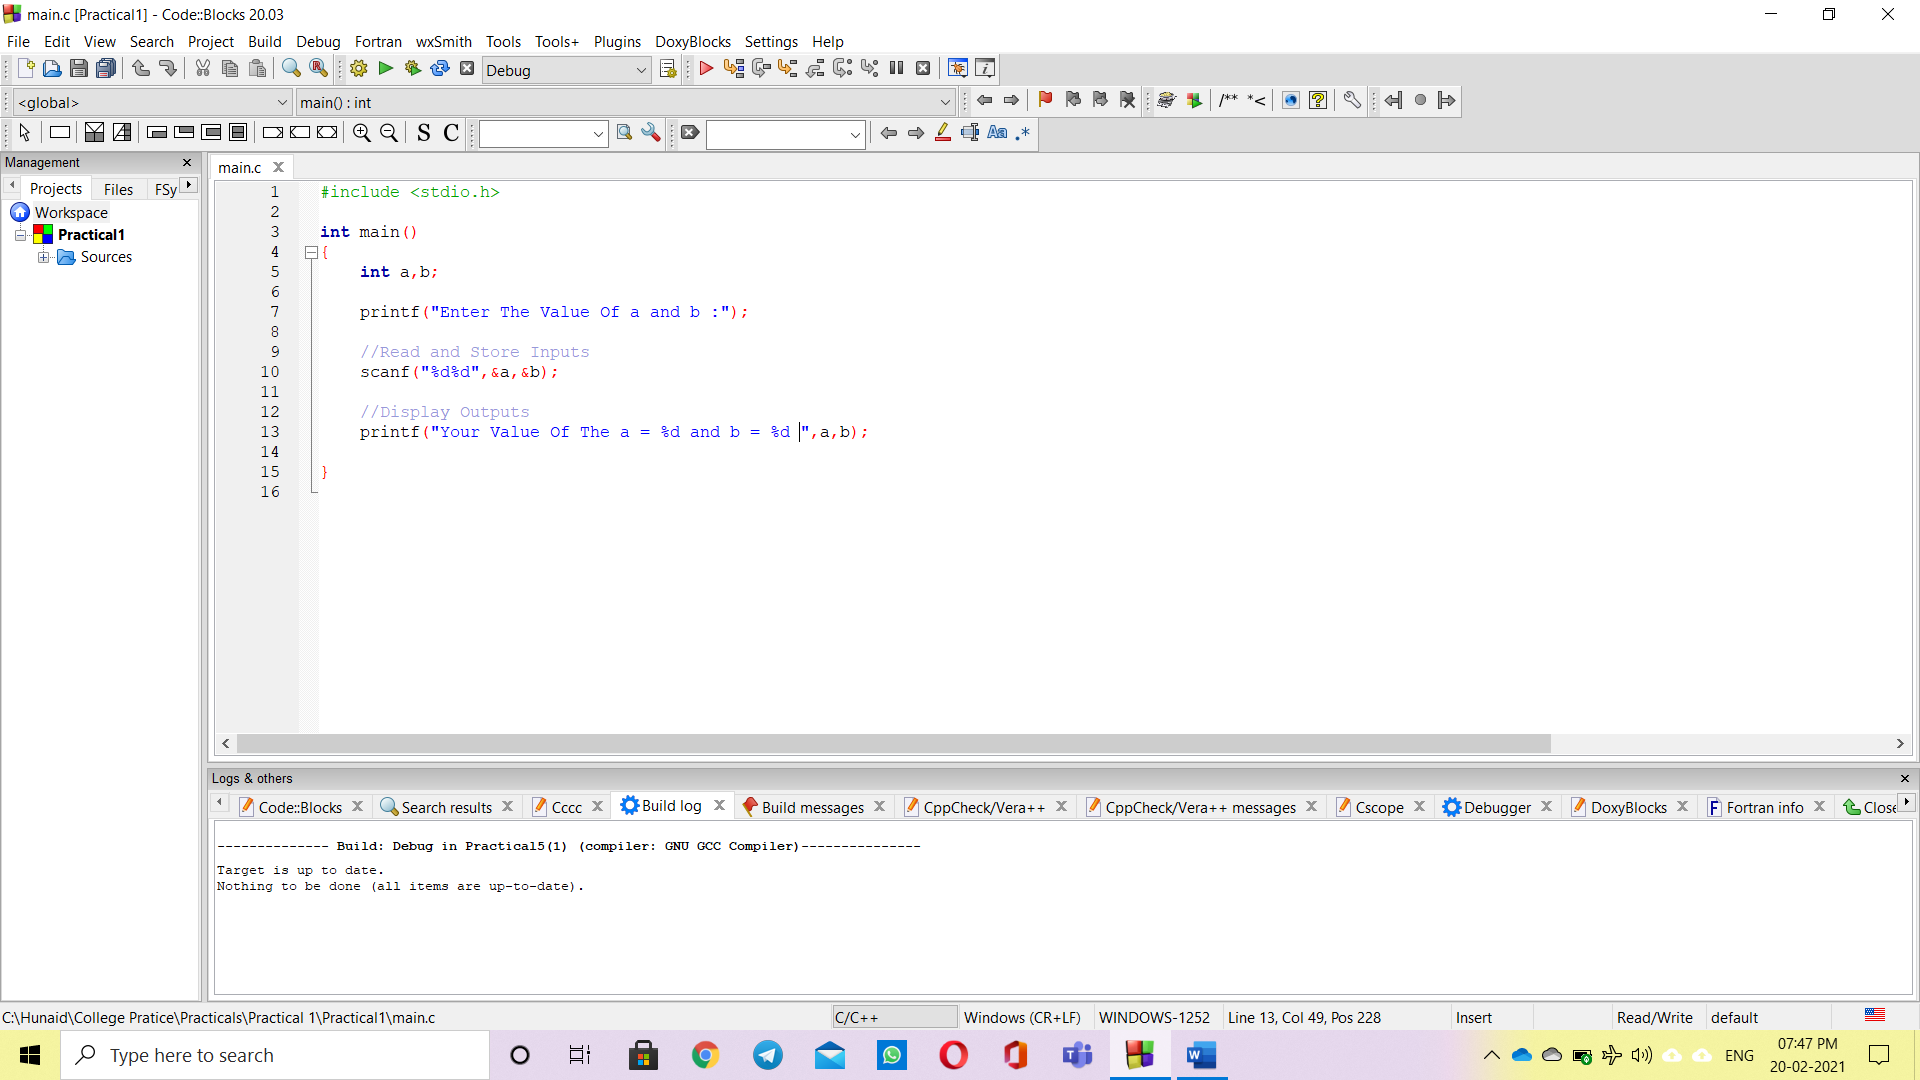 main.c [Practical1] - Code::Blocks 20.03
File Edit View Search Project Build Debug Fortran wxSmith Tools Tools+ Plugins DoxyBlocks Settings Help
Debug
<global> main() : int
/** *<
S C Aa .*
Management
Projects Files FSy
Workspace
Practical1
Sources
main.c
1 #include <stdio.h>
2
3 int main()
4 {
5 int a,b;
6
7 printf("Enter The Value Of a and b :");
8
9 //Read and Store Inputs
10 scanf("%d%d",&a,&b);
11
12 //Display Outputs
13 printf("Your Value Of The a = %d and b = %d ",a,b);
14
15 }
16
Logs & others
Code::Blocks Search results Cccc Build log Build messages CppCheck/Vera++ CppCheck/Vera++ messages Cscope Debugger DoxyBlocks Fortran info Close
-------------- Build: Debug in Practical5(1) (compiler: GNU GCC Compiler)---------------
Target is up to date.
Nothing to be done (all items are up-to-date).
C:\Hunaid\College Pratice\Practicals\Practical 1\Practical1\main.c C/C++ Windows (CR+LF) WINDOWS-1252 Line 13, Col 49, Pos 228 Insert Read/Write default
Type here to search
ENG
07:47 PM
20-02-2021